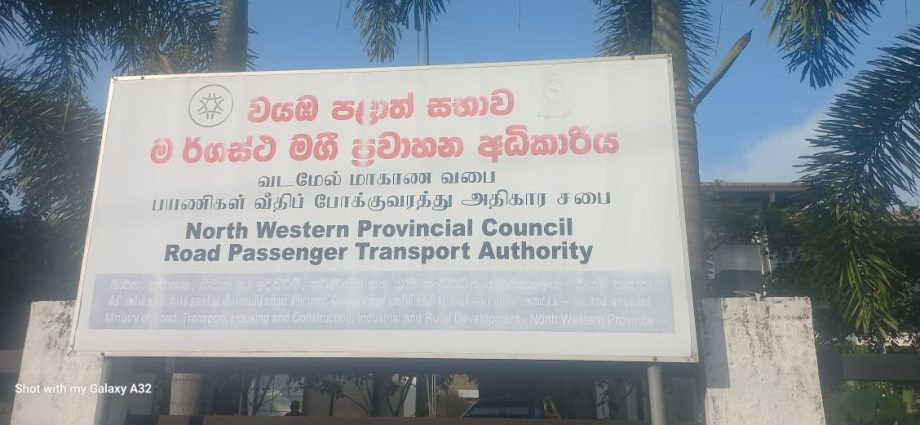 වයඹ පළාත් සභාව
මාර්ගස්ථ මගී ප්‍රවාහන අධිකාරිය
வடமேல் மாகாண சபை
பயணிகள் வீதிப் போக்குவரத்து அதிகார சபை
North Western Provincial Council
Road Passenger Transport Authority
Ministry of Road, Transport, Housing and Construction, Industrial and Rural Development - North Western Province
Shot with my Galaxy A32